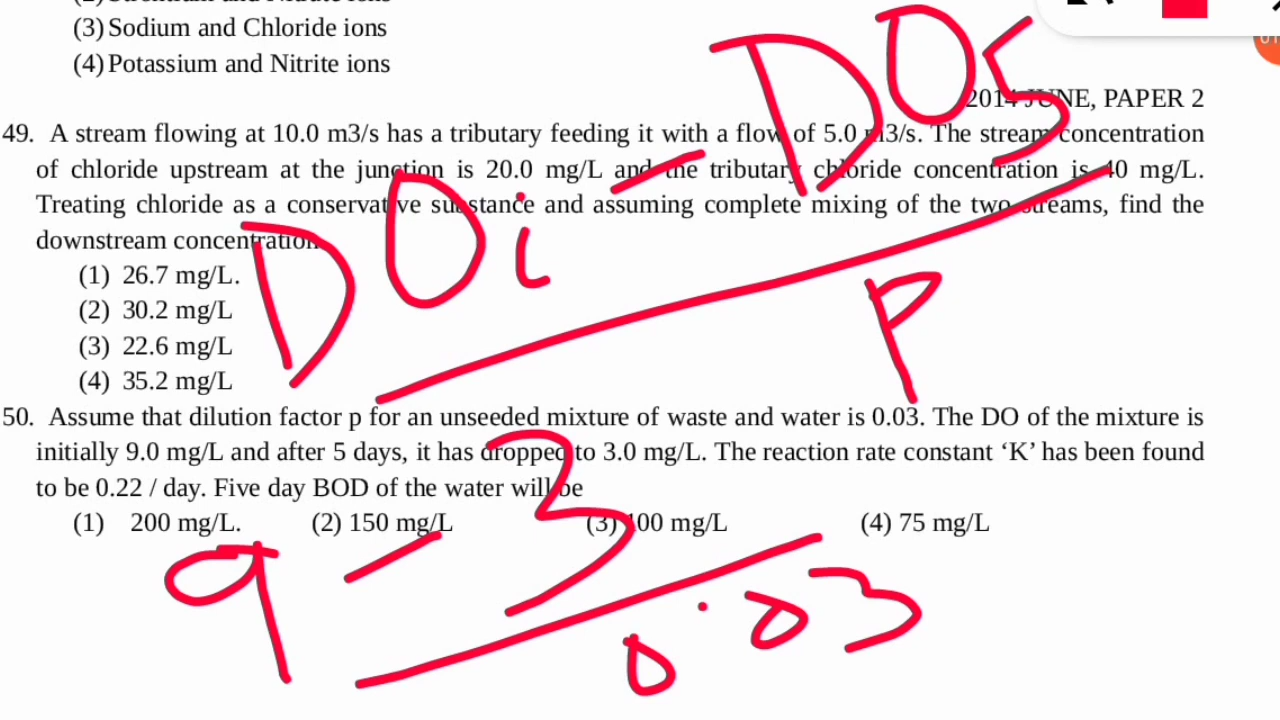 (3) Sodium and Chloride ions
(4) Potassium and Nitrite ions
2014 JUNE, PAPER 2
49. A stream flowing at 10.0 m3/s has a tributary feeding it with a flow of 5.0 m3/s. The stream concentration
of chloride upstream at the junction is 20.0 mg/L and the tributary chloride concentration is 40 mg/L.
Treating chloride as a conservative substance and assuming complete mixing of the two streams, find the
downstream concentration
(1) 26.7 mg/L.
(2) 30.2 mg/L
(3) 22.6 mg/L
(4) 35.2 mg/L
DOi - DO5
P
50. Assume that dilution factor p for an unseeded mixture of waste and water is 0.03. The DO of the mixture is
initially 9.0 mg/L and after 5 days, it has dropped to 3.0 mg/L. The reaction rate constant ‘K’ has been found
to be 0.22 / day. Five day BOD of the water will be
(1) 200 mg/L. (2) 150 mg/L (3) 100 mg/L (4) 75 mg/L
9 - 3
0.03